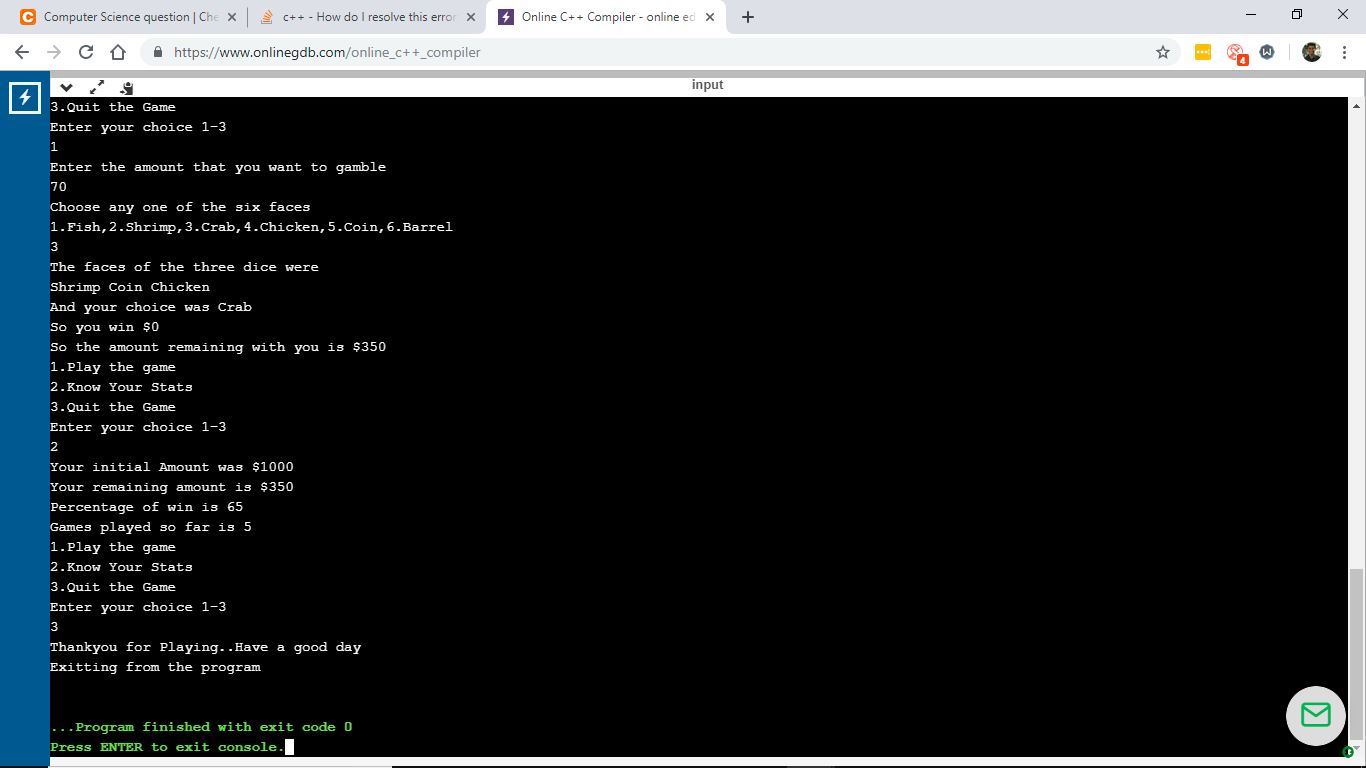 Computer Science question | Che
c++ - How do I resolve this error
Online C++ Compiler - online ed
https://www.onlinegdb.com/online_c++_compiler
4
input
3.Quit the Game
Enter your choice 1-3
1
Enter the amount that you want to gamble
70
Choose any one of the six faces
1.Fish,2.Shrimp,3.Crab,4.Chicken,5.Coin,6.Barrel
3
The faces of the three dice were
Shrimp Coin Chicken
And your choice was Crab
So you win $0
So the amount remaining with you is $350
1.Play the game
2.Know Your Stats
3.Quit the Game
Enter your choice 1-3
2
Your initial Amount was $1000
Your remaining amount is $350
Percentage of win is 65
Games played so far is 5
1.Play the game
2.Know Your Stats
3.Quit the Game
Enter your choice 1-3
3
Thankyou for Playing..Have a good day
Exitting from the program
...Program finished with exit code 0
Press ENTER to exit console.